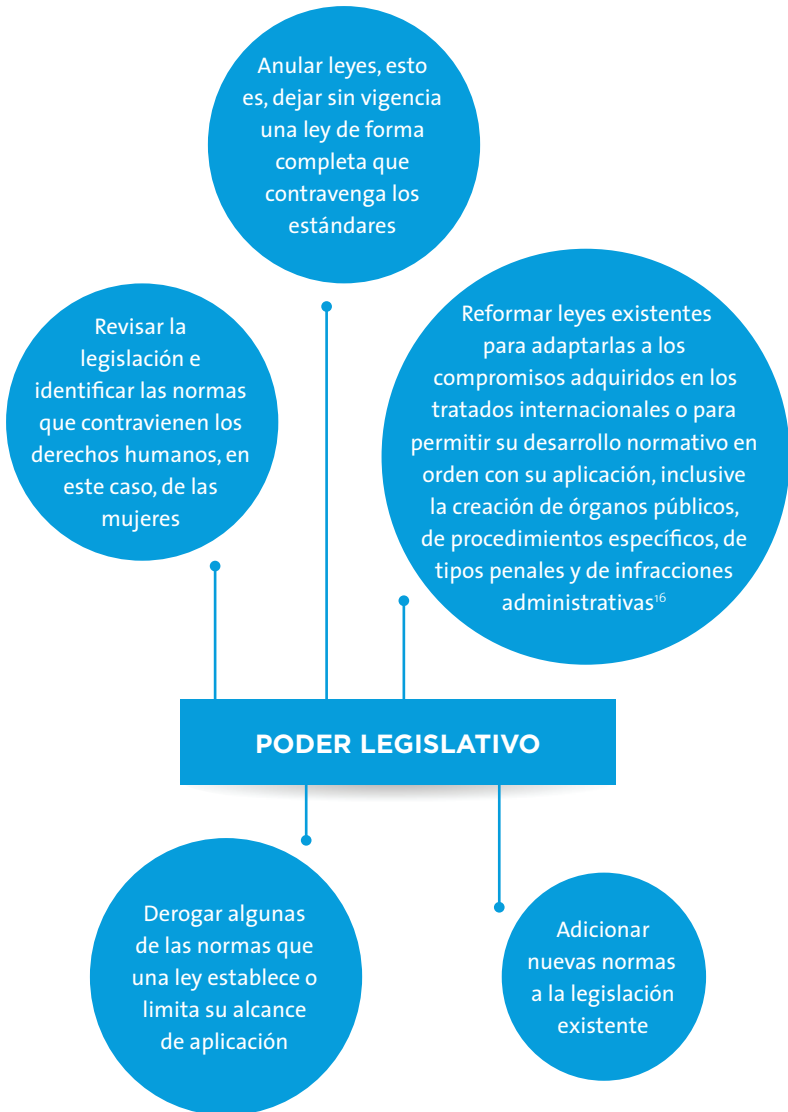 Anular leyes, esto
es, dejar sin vigencia
una ley de forma
completa que
contravenga los
estándares
Revisar la
legislación e
identificar las normas
que contravienen los
derechos humanos, en
este caso, de las
mujeres
Reformar leyes existentes
para adaptarlas a los
compromisos adquiridos en los
tratados internacionales o para
permitir su desarrollo normativo en
orden con su aplicación, inclusive
la creación de órganos públicos,
de procedimientos específicos, de
tipos penales y de infracciones
administrativas¹⁶
PODER LEGISLATIVO
Derogar algunas
de las normas que
una ley establece o
limita su alcance
de aplicación
Adicionar
nuevas normas
a la legislación
existente